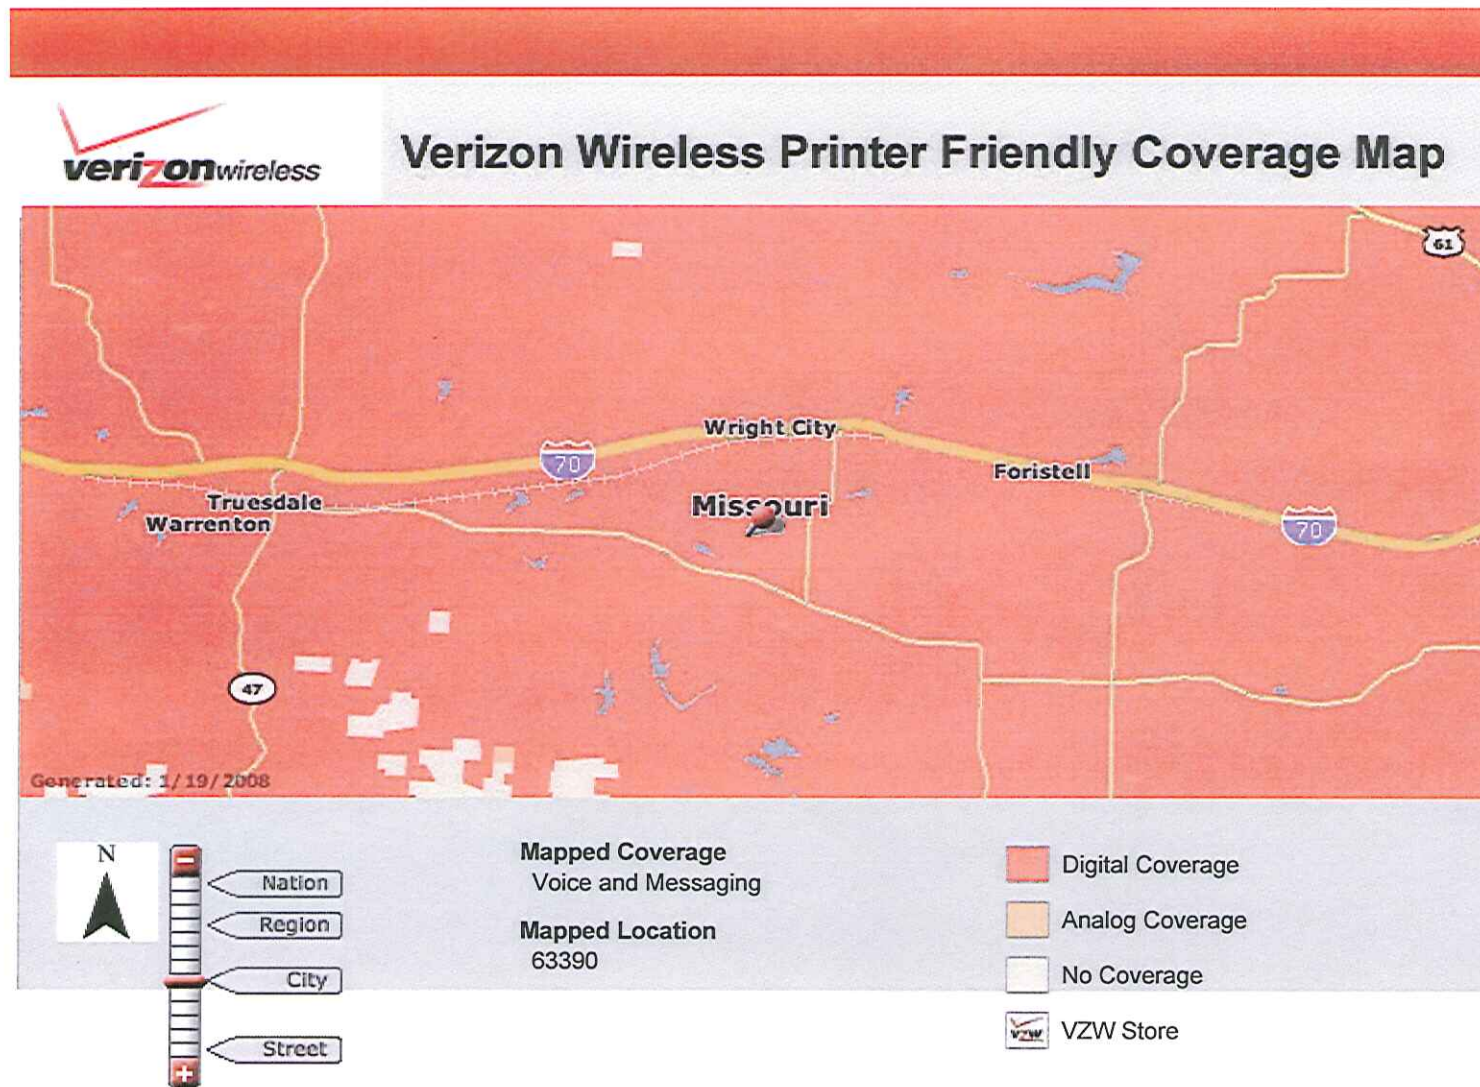 verizonwireless
Verizon Wireless Printer Friendly Coverage Map
61
Wright City
70
Foristell
Truesdale
Warrenton
Missouri
70
47
Generated: 1/19/2008
N
Nation
Region
City
Street
Mapped Coverage
Voice and Messaging
Mapped Location
63390
Digital Coverage
Analog Coverage
No Coverage
VZW
VZW Store